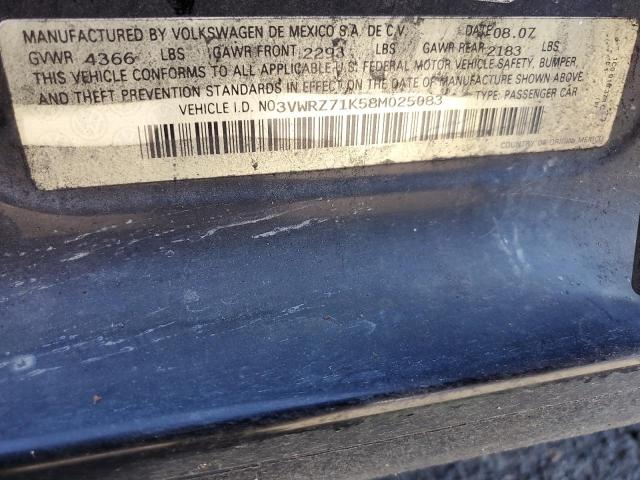 MANUFACTURED BY VOLKSWAGEN DE MEXICO S.A. DE C.V. DATE 08.07
GVWR 4366 LBS GAWR FRONT 2293 LBS GAWR REAR 2183 LBS
THIS VEHICLE CONFORMS TO ALL APPLICABLE U.S. FEDERAL MOTOR VEHICLE SAFETY, BUMPER,
AND THEFT PREVENTION STANDARDS IN EFFECT ON THE DATE OF MANUFACTURE SHOWN ABOVE.
VEHICLE I.D. NO 3VWRZ71K58M025083 TYPE: PASSENGER CAR
COUNTRY OF ORIGIN: MEXICO